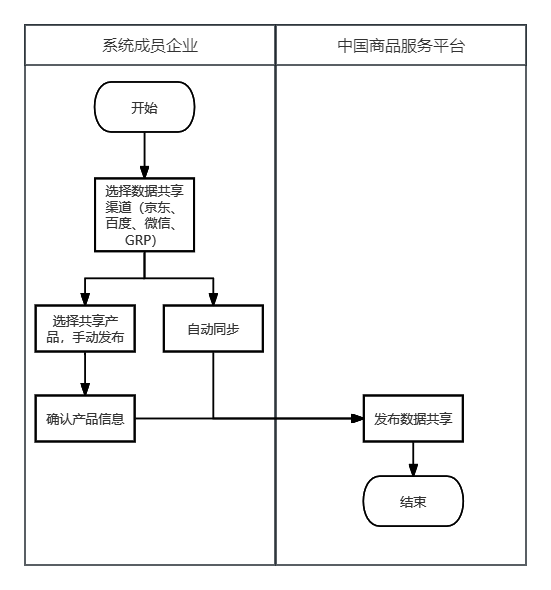 系统成员企业
中国商品服务平台
开始
选择数据共享
渠道（京东、
百度、微信、
GRP）
选择共享产
品，手动发布
自动同步
确认产品信息
发布数据共享
结束